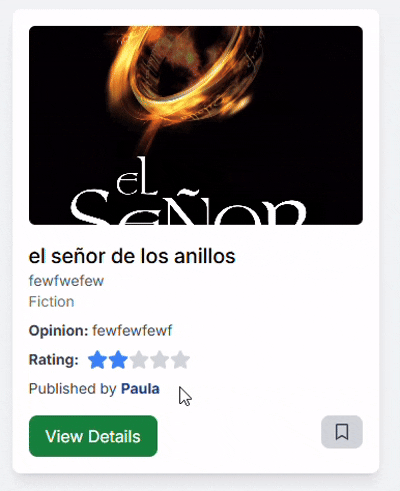 EL
SEÑOR
el señor de los anillos
fewfwefew
Fiction
Opinion: fewfewfewf
Rating:
Published by Paula
View Details